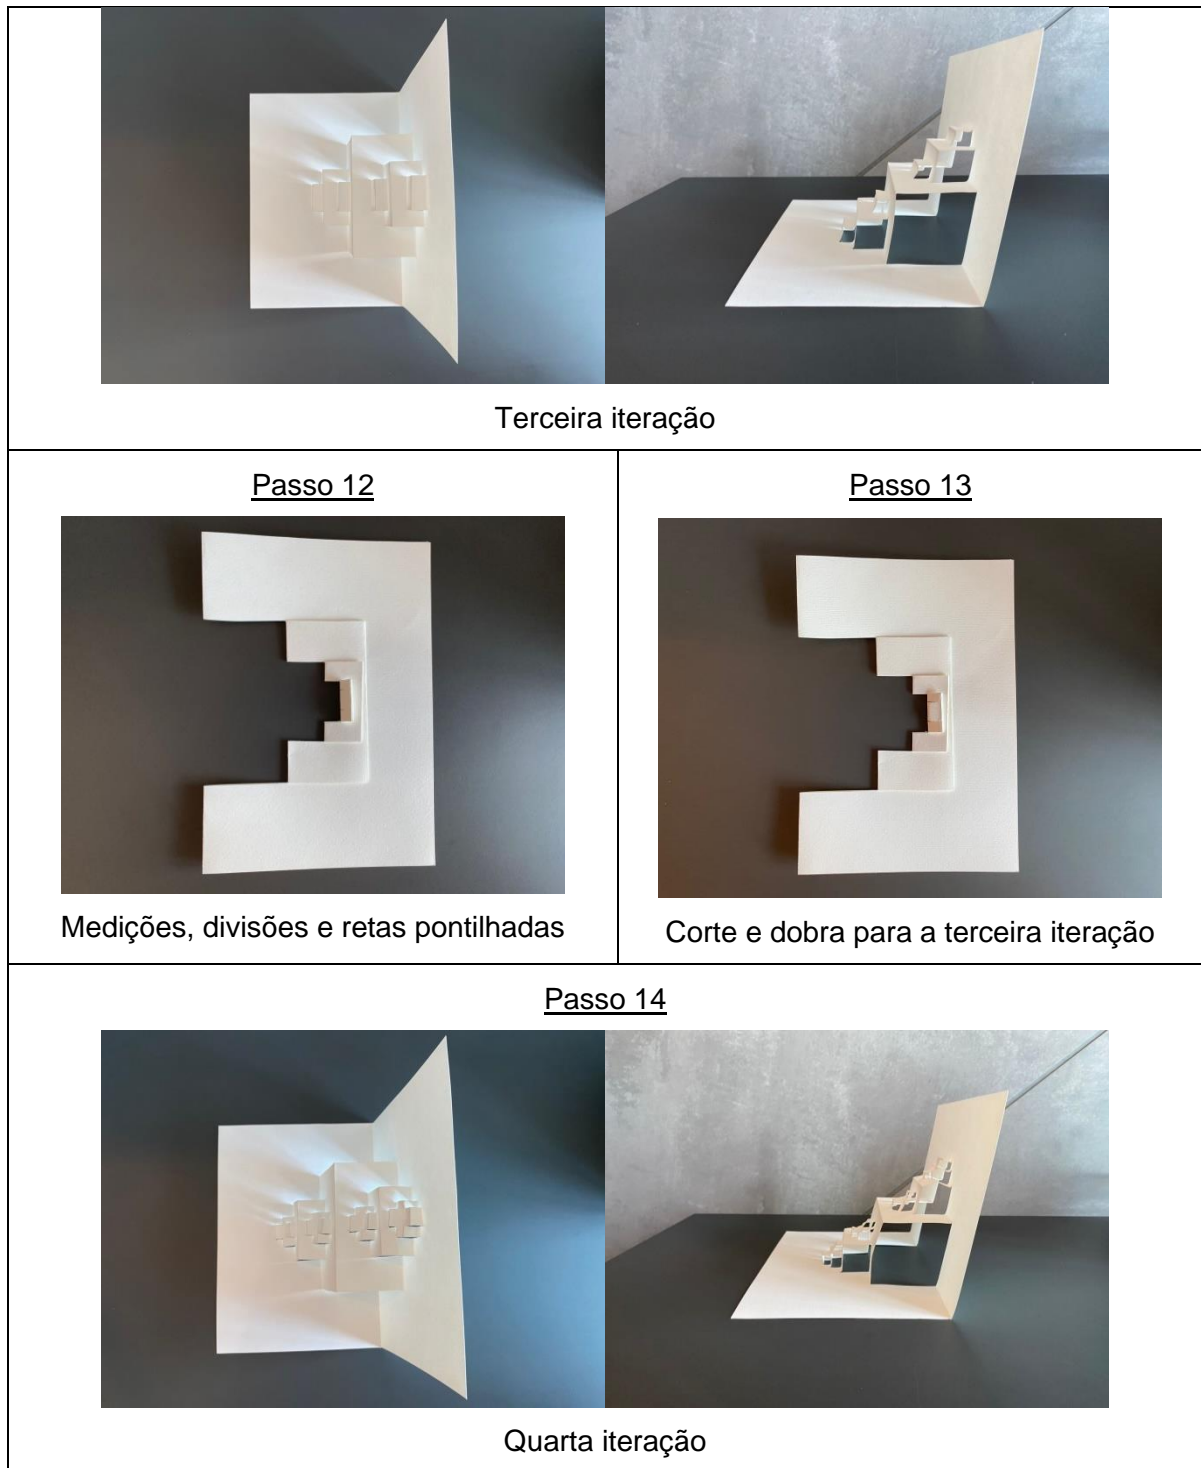 Terceira iteração
Passo 12
Medições, divisões e retas pontilhadas
Passo 13
Corte e dobra para a terceira iteração
Passo 14
Quarta iteração